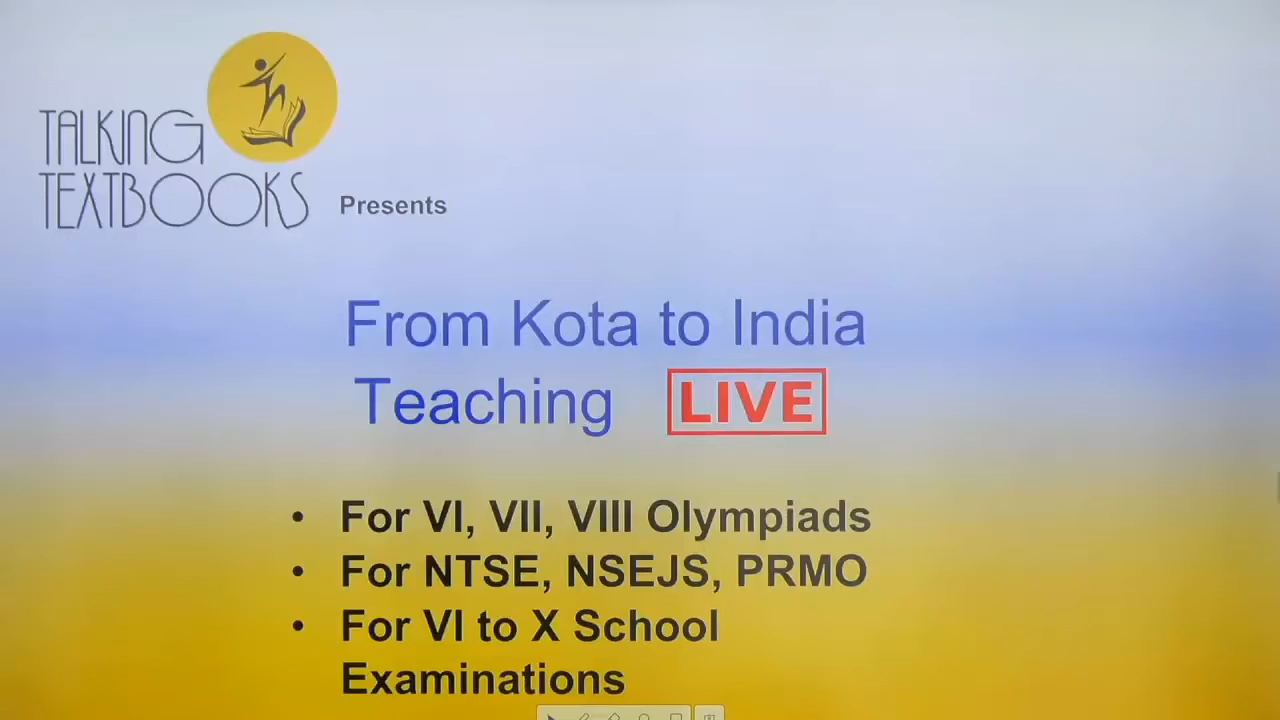 TALKING
TEXTBOOKS
Presents
From Kota to India
Teaching LIVE
• For VI, VII, VIII Olympiads
• For NTSE, NSEJS, PRMO
• For VI to X School
Examinations